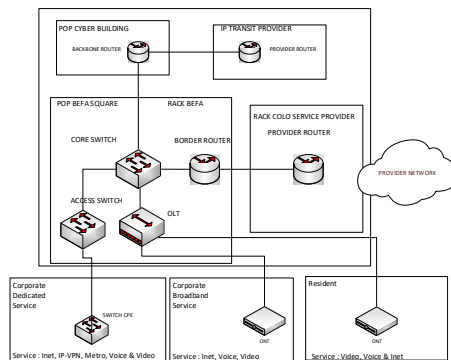 POP CYBER BUILDING
BACKBONE ROUTER
IP TRANSIT PROVIDER
PROVIDER ROUTER
POP BEFA SQUARE
RACK BEFA
CORE SWITCH
BORDER ROUTER
RACK COLO SERVICE PROVIDER
PROVIDER ROUTER
PROVIDER NETWORK
ACCESS SWITCH
OLT
Corporate
Dedicated
Service
SWITCH CPE
Service : Inet, IP-VPN, Metro, Voice & Video
Corporate
Broadband
Service
ONT
Service : Inet, Voice, Video
Resident
ONT
Service : Video, Voice & Inet